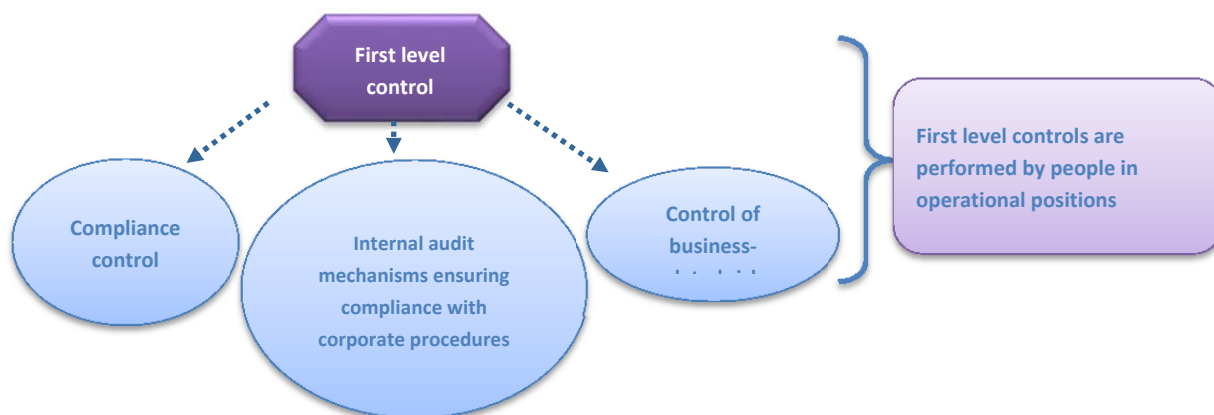 First level
control
First level controls are
performed by people in
operational positions
Compliance
control
Internal audit
mechanisms ensuring
compliance with
corporate procedures
Control of
business-